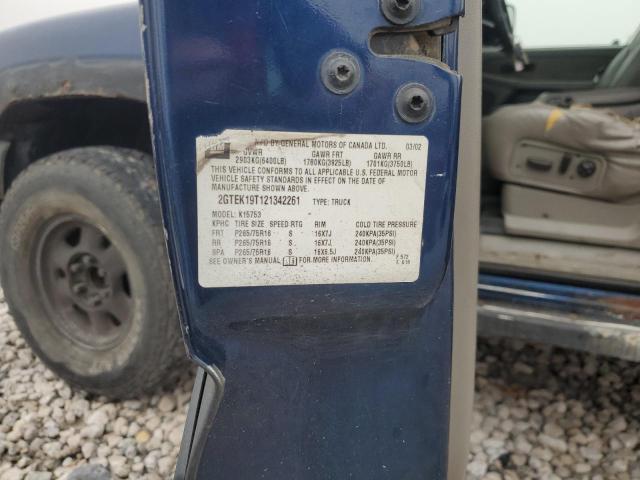 MFD BY GENERAL MOTORS OF CANADA LTD. 03/02
GVWR GAWR FRT GAWR RR
2903KG(6400LB) 1780KG(3925LB) 1701KG(3750LB)
THIS VEHICLE CONFORMS TO ALL APPLICABLE U.S. FEDERAL MOTOR
VEHICLE SAFETY STANDARDS IN EFFECT ON THE DATE OF
MANUFACTURE SHOWN ABOVE.
2GTEK19T121342261 TYPE: TRUCK
MODEL: K15753
KPHC TIRE SIZE SPEED RTG RIM COLD TIRE PRESSURE
FRT P265/75R16 S 16X7J 240KPA(35PSI)
RR P265/75R16 S 16X7J 240KPA(35PSI)
SPA P265/75R16 S 16X6.5J 240KPA(35PSI)
SEE OWNER'S MANUAL FOR MORE INFORMATION.